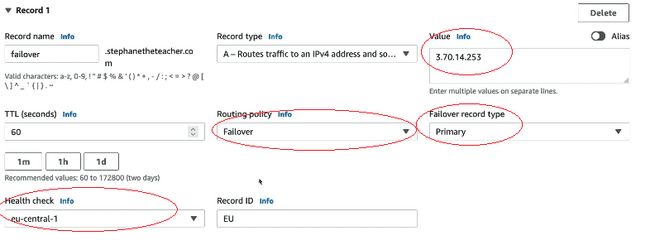 ▼ Record 1
Delete
Record name Info
failover
.stephanetheteacher.co
m
Valid characters: a-z, 0-9, ! " # $ % & ' ( ) * + , - / : ; < = > ? @ [
\ ] ^ _ ` { | } . ~
Record type Info
A – Routes traffic to an IPv4 address and so...
Value Info
Alias
3.70.14.253
Enter multiple values on separate lines.
TTL (seconds) Info
60
1m 1h 1d
Recommended values: 60 to 172800 (two days)
Routing policy Info
Failover
Failover record type
Primary
Health check Info
eu-central-1
Record ID Info
EU